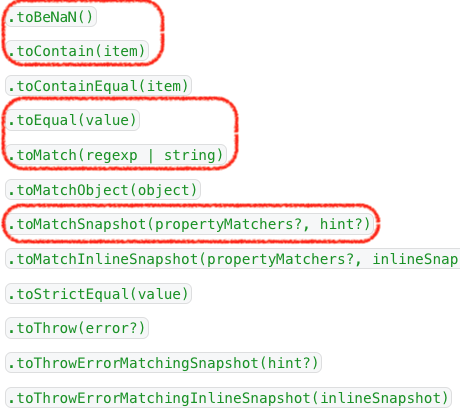 .toBeNaN()
.toContain(item)
.toContainEqual(item)
.toEqual(value)
.toMatch(regexp | string)
.toMatchObject(object)
.toMatchSnapshot(propertyMatchers?, hint?)
.toMatchInlineSnapshot(propertyMatchers?, inlineSnap
.toStrictEqual(value)
.toThrow(error?)
.toThrowErrorMatchingSnapshot(hint?)
.toThrowErrorMatchingInlineSnapshot(inlineSnapshot)